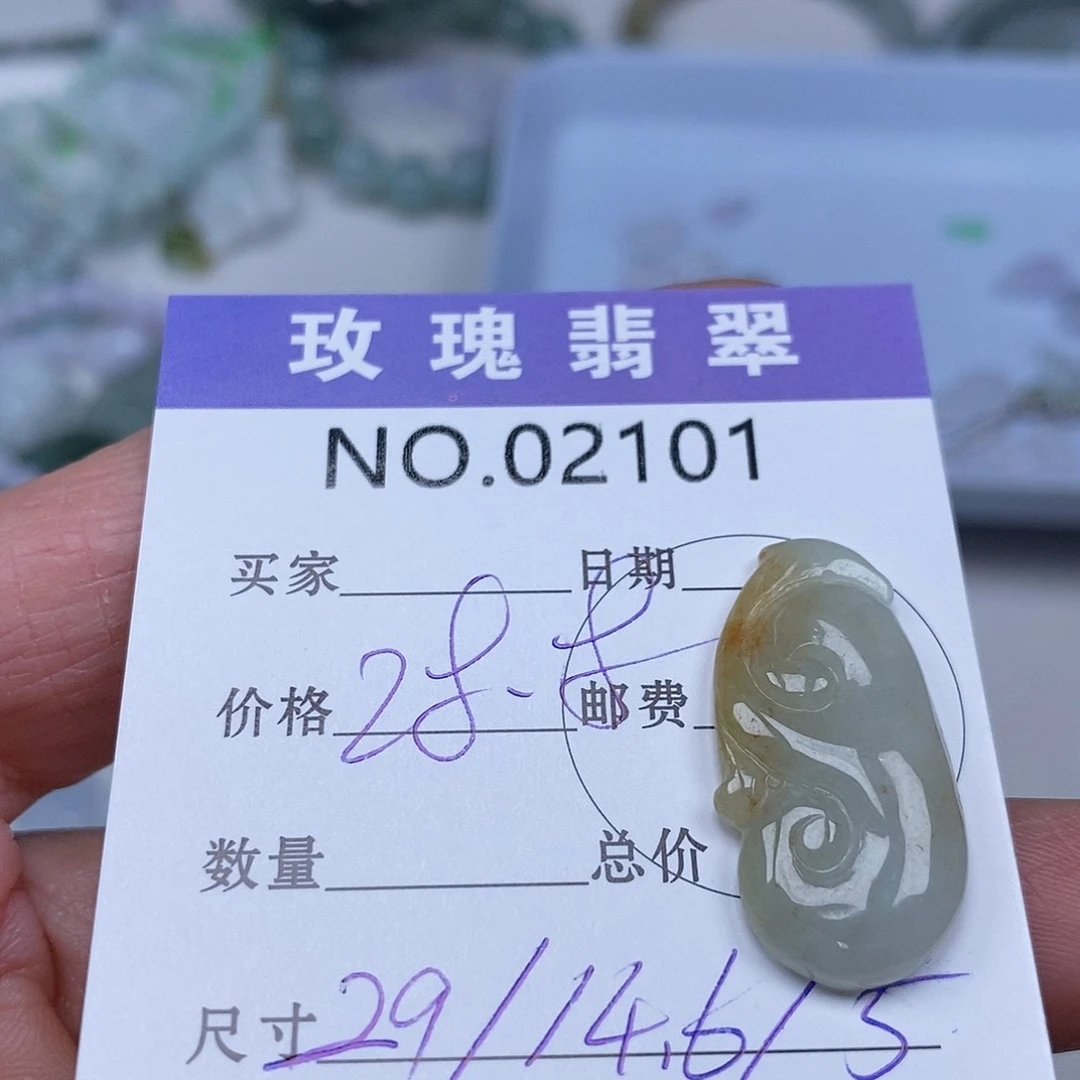 玫瑰翡翠
NO.02101
买家 日期
价格 28- 邮费
数量 总价
尺寸 29/14.6/5